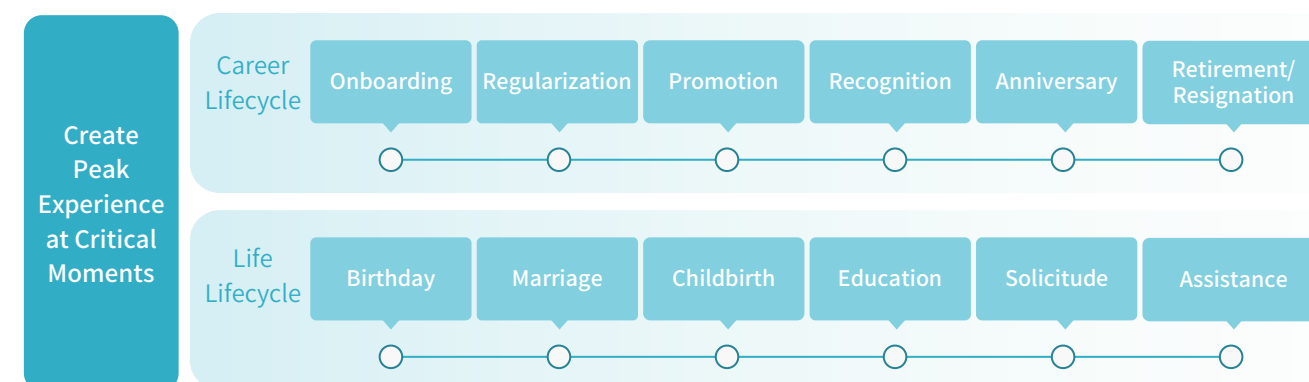 Create
Peak
Experience
at Critical
Moments
Career
Lifecycle
Onboarding
Regularization
Promotion
Recognition
Anniversary
Retirement/
Resignation
Life
Lifecycle
Birthday
Marriage
Childbirth
Education
Solicitude
Assistance